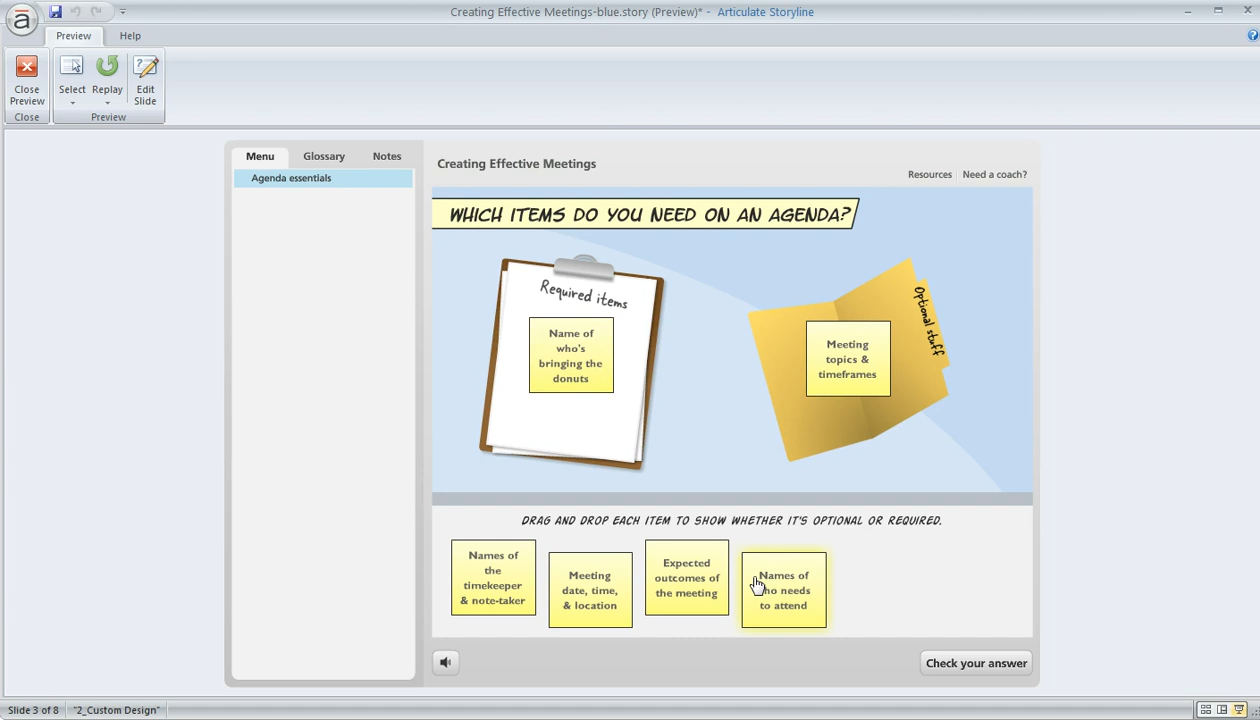 Creating Effective Meetings-blue.story (Preview)* - Articulate Storyline
Preview
Help
Close
Preview
Select
Replay
Edit
Slide
Close
Preview
Menu
Glossary
Notes
Agenda essentials
Creating Effective Meetings
Resources
Need a coach?
WHICH ITEMS DO YOU NEED ON AN AGENDA?
Required items
Name of
who's
bringing the
donuts
Optional stuff
Meeting
topics &
timeframes
DRAG AND DROP EACH ITEM TO SHOW WHETHER IT'S OPTIONAL OR REQUIRED.
Names of
the
timekeeper
& note-taker
Meeting
date, time,
& location
Expected
outcomes of
the meeting
Names of
who needs
to attend
Check your answer
Slide 3 of 8
"2_Custom Design"